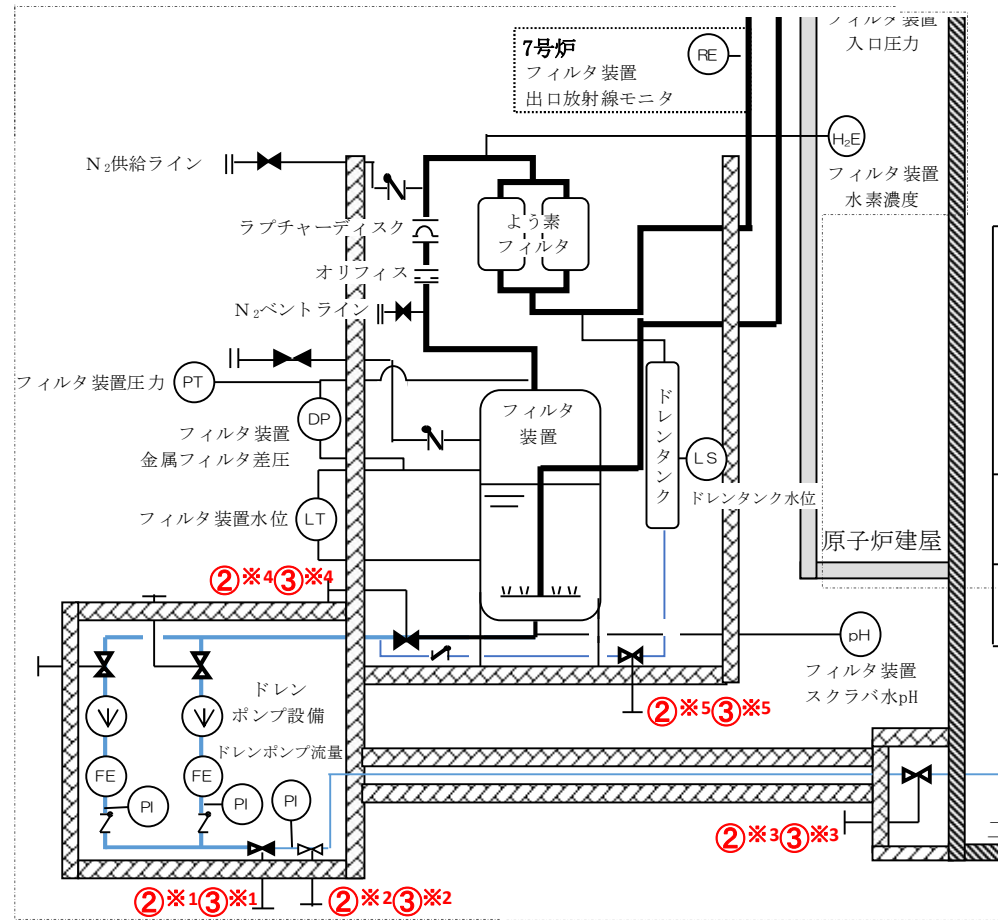 フィルタ装置
入口圧力
7号炉
フィルタ装置
出口放射線モニタ
RE
H₂E
フィルタ装置
水素濃度
N₂供給ライン
ラプチャーディスク
オリフィス
N₂ベントライン
よう素
フィルタ
フィルタ装置圧力
PT
DP
フィルタ装置
金属フィルタ差圧
フィルタ装置水位
LT
フィルタ
装置
ドレンタンク
LS
ドレンタンク水位
原子炉建屋
②※4③※4
pH
フィルタ装置
スクラバ水pH
②※5③※5
ドレン
ポンプ設備
ドレンポンプ流量
FE
FE
PI
PI
PI
②※3③※3
②※1③※1
②※2③※2